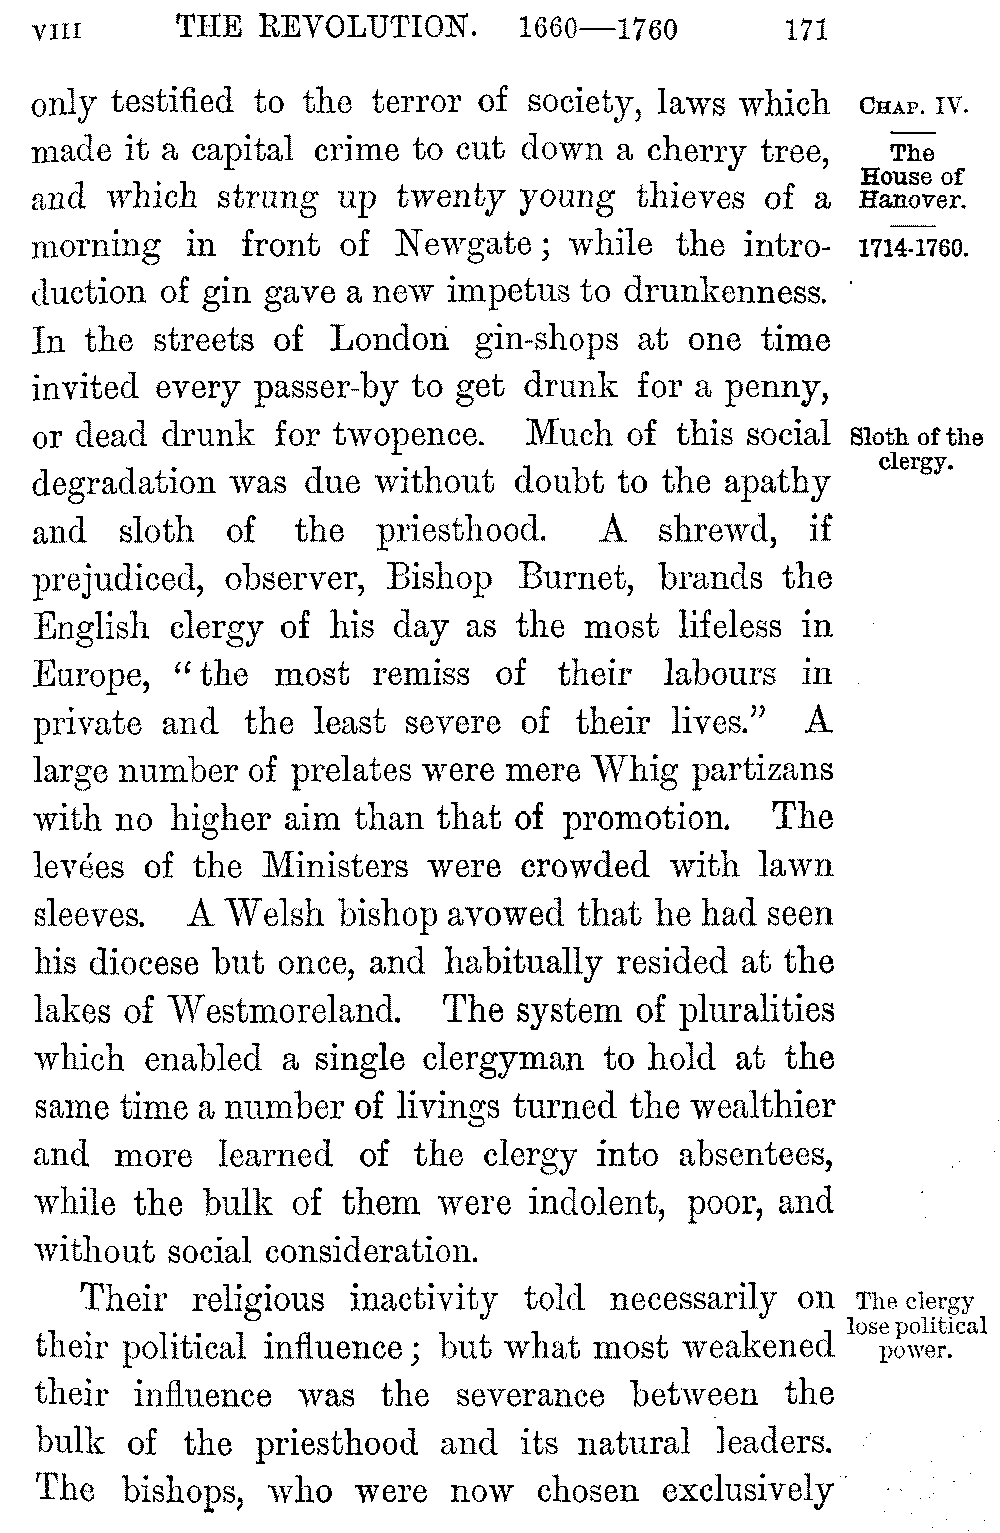 VIII THE REVOLUTION. 1660—1760 171
only testified to the terror of society, laws which
made it a capital crime to cut down a cherry tree,
and which strung up twenty young thieves of a
morning in front of Newgate; while the intro-
duction of gin gave a new impetus to drunkenness.
In the streets of London gin-shops at one time
invited every passer-by to get drunk for a penny,
or dead drunk for twopence. Much of this social
degradation was due without doubt to the apathy
and sloth of the priesthood. A shrewd, if
prejudiced, observer, Bishop Burnet, brands the
English clergy of his day as the most lifeless in
Europe, “the most remiss of their labours in
private and the least severe of their lives.” A
large number of prelates were mere Whig partizans
with no higher aim than that of promotion. The
levées of the Ministers were crowded with lawn
sleeves. A Welsh bishop avowed that he had seen
his diocese but once, and habitually resided at the
lakes of Westmoreland. The system of pluralities
which enabled a single clergyman to hold at the
same time a number of livings turned the wealthier
and more learned of the clergy into absentees,
while the bulk of them were indolent, poor, and
without social consideration.
Their religious inactivity told necessarily on
their political influence; but what most weakened
their influence was the severance between the
bulk of the priesthood and its natural leaders.
The bishops, who were now chosen exclusively
CHAP. IV.
The
House of
Hanover.
1714-1760.
Sloth of the
clergy.
The clergy
lose political
power.